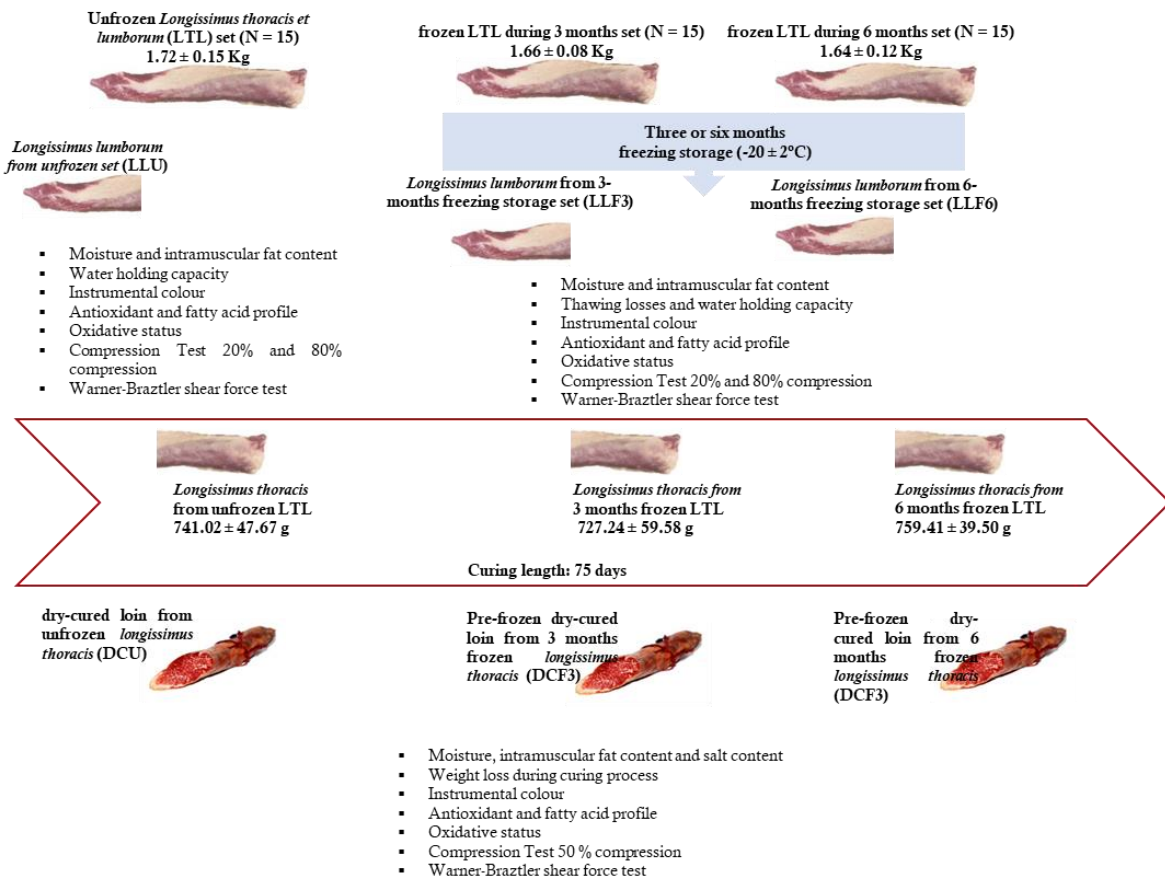 Unfrozen Longissimus thoracis et
lumborum (LTL) set (N = 15)
1.72 ± 0.15 Kg
frozen LTL during 3 months set (N = 15)
1.66 ± 0.08 Kg
frozen LTL during 6 months set (N = 15)
1.64 ± 0.12 Kg
Three or six months
freezing storage (-20 ± 2°C)
Longissimus lumborum
from unfrozen set (LLU)
Longissimus lumborum from 3-
months freezing storage set (LLF3)
Longissimus lumborum from 6-
months freezing storage set (LLF6)
▪ Moisture and intramuscular fat content
▪ Water holding capacity
▪ Instrumental colour
▪ Antioxidant and fatty acid profile
▪ Oxidative status
▪ Compression Test 20% and 80%
compression
▪ Warner-Braztler shear force test
▪ Moisture and intramuscular fat content
▪ Thawing losses and water holding capacity
▪ Instrumental colour
▪ Antioxidant and fatty acid profile
▪ Oxidative status
▪ Compression Test 20% and 80% compression
▪ Warner-Braztler shear force test
Longissimus thoracis
from unfrozen LTL
741.02 ± 47.67 g
Longissimus thoracis from
3 months frozen LTL
727.24 ± 59.58 g
Longissimus thoracis from
6 months frozen LTL
759.41 ± 39.50 g
Curing length: 75 days
dry-cured loin from
unfrozen longissimus
thoracis (DCU)
Pre-frozen dry-cured
loin from 3 months
frozen longissimus
thoracis (DCF3)
Pre-frozen dry-
cured loin from 6
months frozen
longissimus thoracis
(DCF3)
▪ Moisture, intramuscular fat content and salt content
▪ Weight loss during curing process
▪ Instrumental colour
▪ Antioxidant and fatty acid profile
▪ Oxidative status
▪ Compression Test 50 % compression
▪ Warner-Braztler shear force test